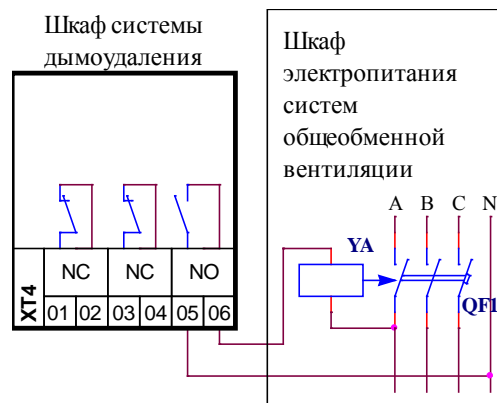 Шкаф системы
дымоудаления
Шкаф
электропитания
систем
общеобменной
вентиляции
A B C N
YA
QF1
XT4
NC NC NO
01 02 03 04 05 06